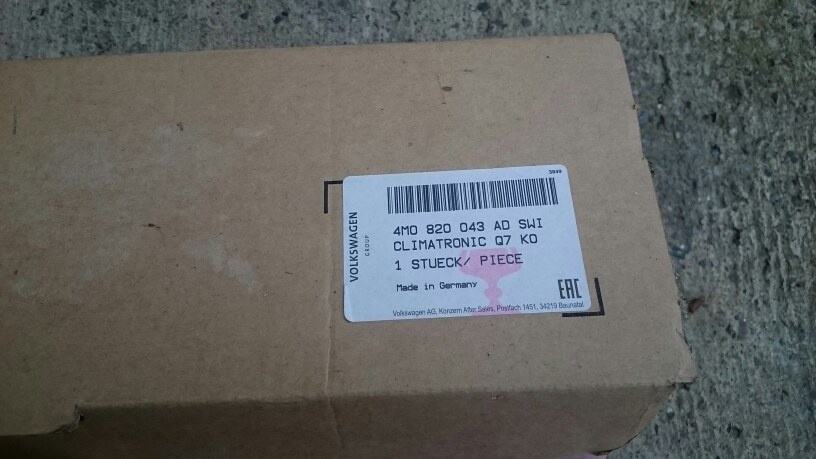 3949
VOLKSWAGEN
GROUP
4M0 820 043 AD SWI
CLIMATRONIC Q7 KO
1 STUECK/ PIECE
Made in Germany
EAC
Volkswagen AG, Konzern After Sales, Postfach 1451, 34219 Baunatal